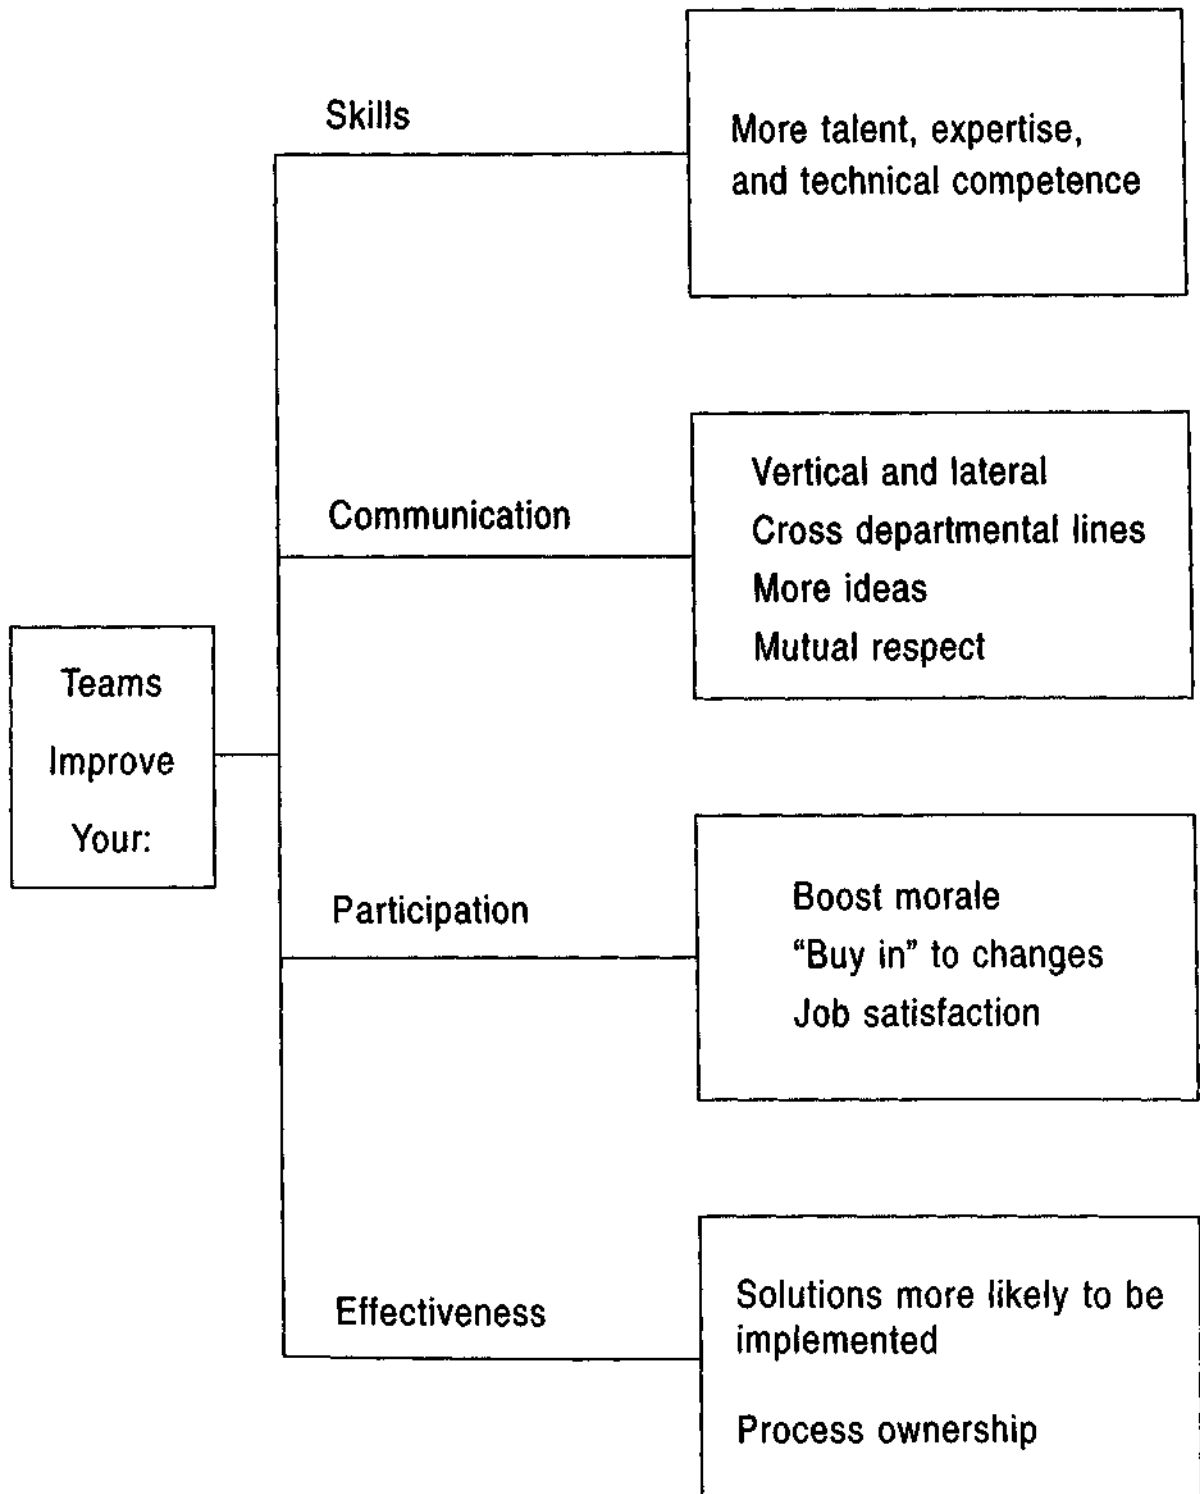 Teams
Improve
Your:
Skills
More talent, expertise,
and technical competence
Communication
Vertical and lateral
Cross departmental lines
More ideas
Mutual respect
Participation
Boost morale
“Buy in” to changes
Job satisfaction
Effectiveness
Solutions more likely to be
implemented
Process ownership